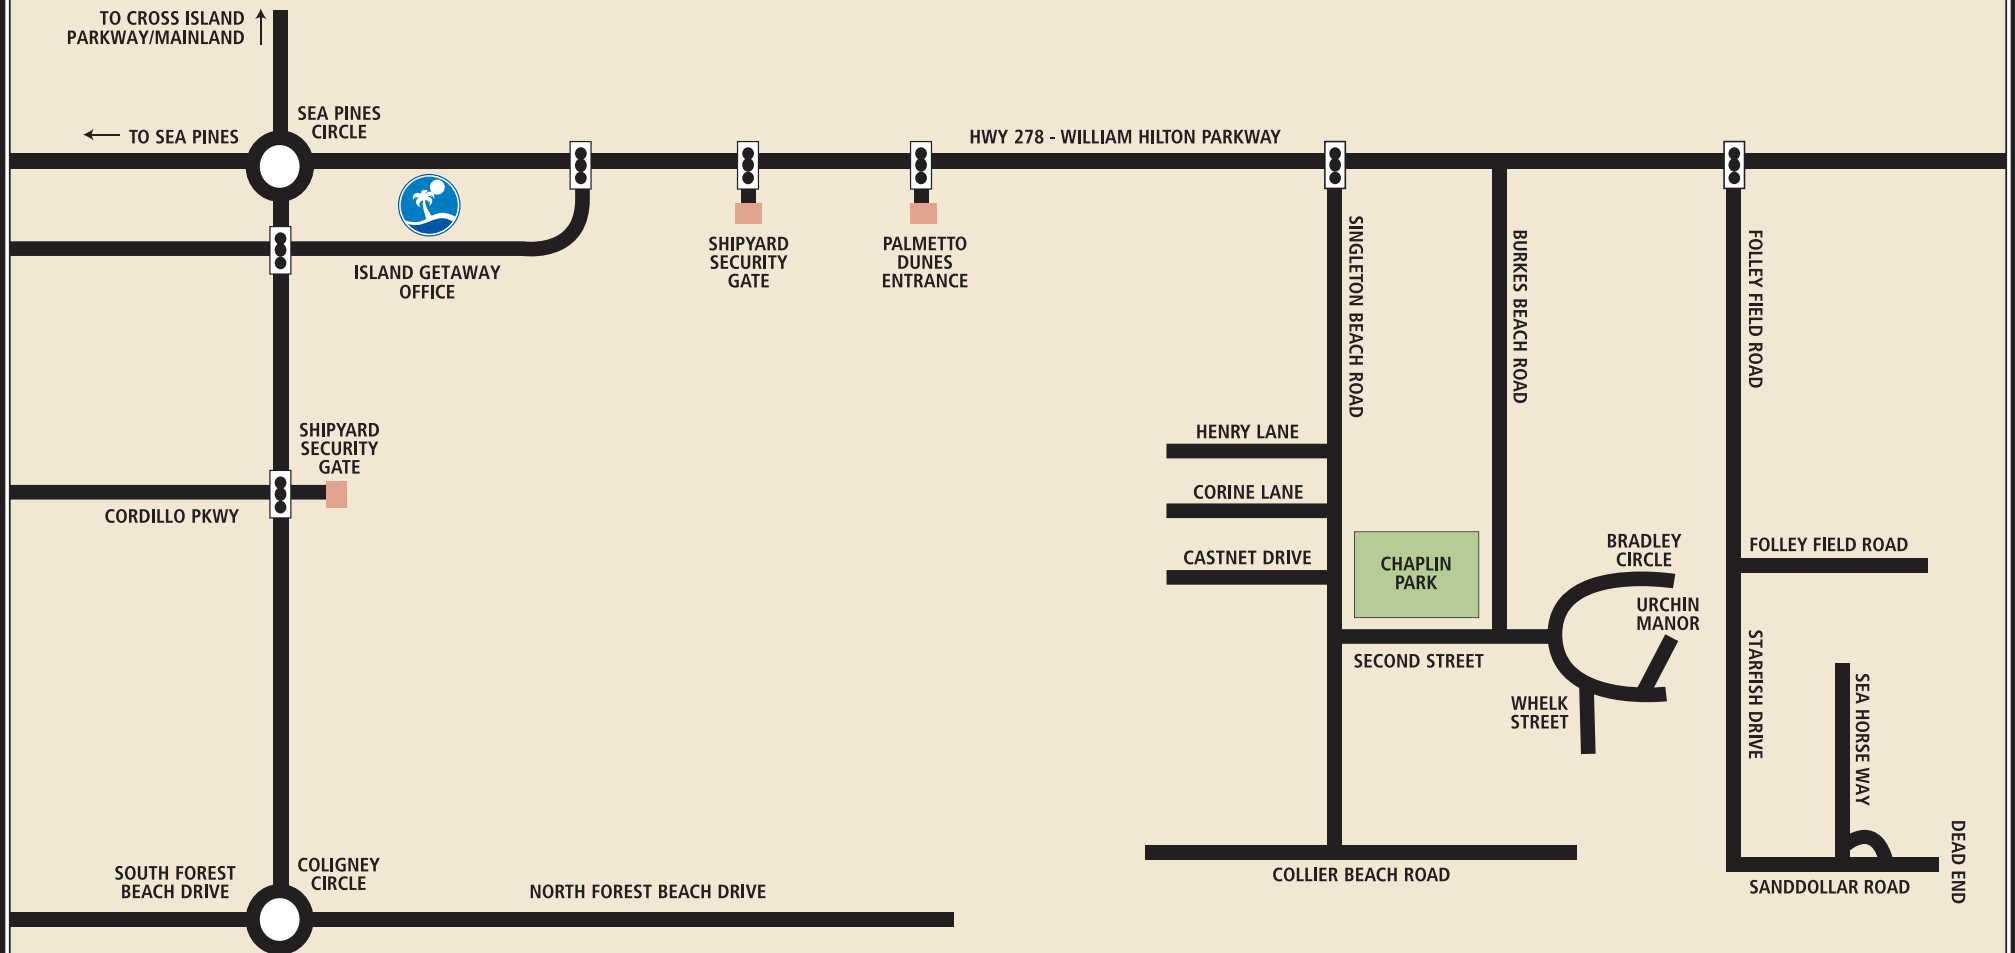 TO CROSS ISLAND
PARKWAY/MAINLAND
SEA PINES
CIRCLE
TO SEA PINES
HWY 278 - WILLIAM HILTON PARKWAY
ISLAND GETAWAY
OFFICE
SHIPYARD
SECURITY
GATE
PALMETTO
DUNES
ENTRANCE
SINGLETON BEACH ROAD
BURKES BEACH ROAD
FOLLEY FIELD ROAD
SHIPYARD
SECURITY
GATE
CORDILLO PKWY
HENRY LANE
CORINE LANE
CASTNET DRIVE
CHAPLIN
PARK
BRADLEY
CIRCLE
URCHIN
MANOR
FOLLEY FIELD ROAD
SECOND STREET
WHELK
STREET
STARFISH DRIVE
SEA HORSE WAY
DEAD END
SOUTH FOREST
BEACH DRIVE
COLIGNEY
CIRCLE
NORTH FOREST BEACH DRIVE
COLLIER BEACH ROAD
SANDDOLLAR ROAD